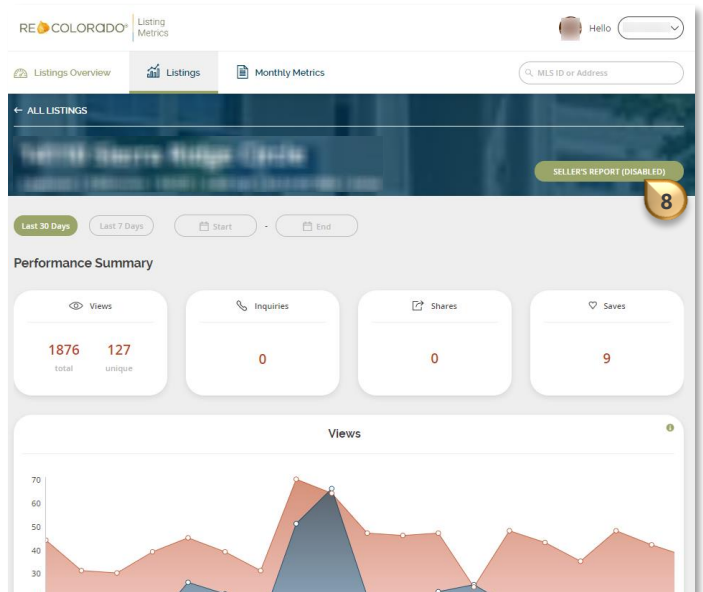 RECOLORADO® Listing Metrics
Hello
Listings Overview Listings Monthly Metrics MLS ID or Address
← ALL LISTINGS
SELLER'S REPORT (DISABLED)
8
Last 30 Days Last 7 Days Start - End
Performance Summary
Views Inquiries Shares Saves
1876 127 0 0 9
total unique
Views
70
60
50
40
30